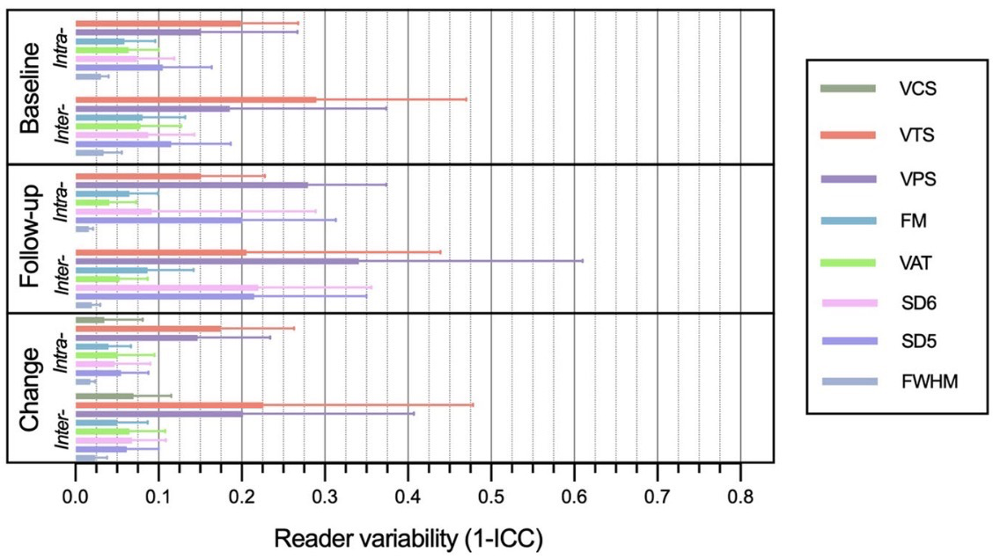 Baseline
Intra-
Inter-
Follow-up
Intra-
Inter-
Change
Intra-
Inter-
0.0 0.1 0.2 0.3 0.4 0.5 0.6 0.7 0.8
Reader variability (1-ICC)
VCS
VTS
VPS
FM
VAT
SD6
SD5
FWHM